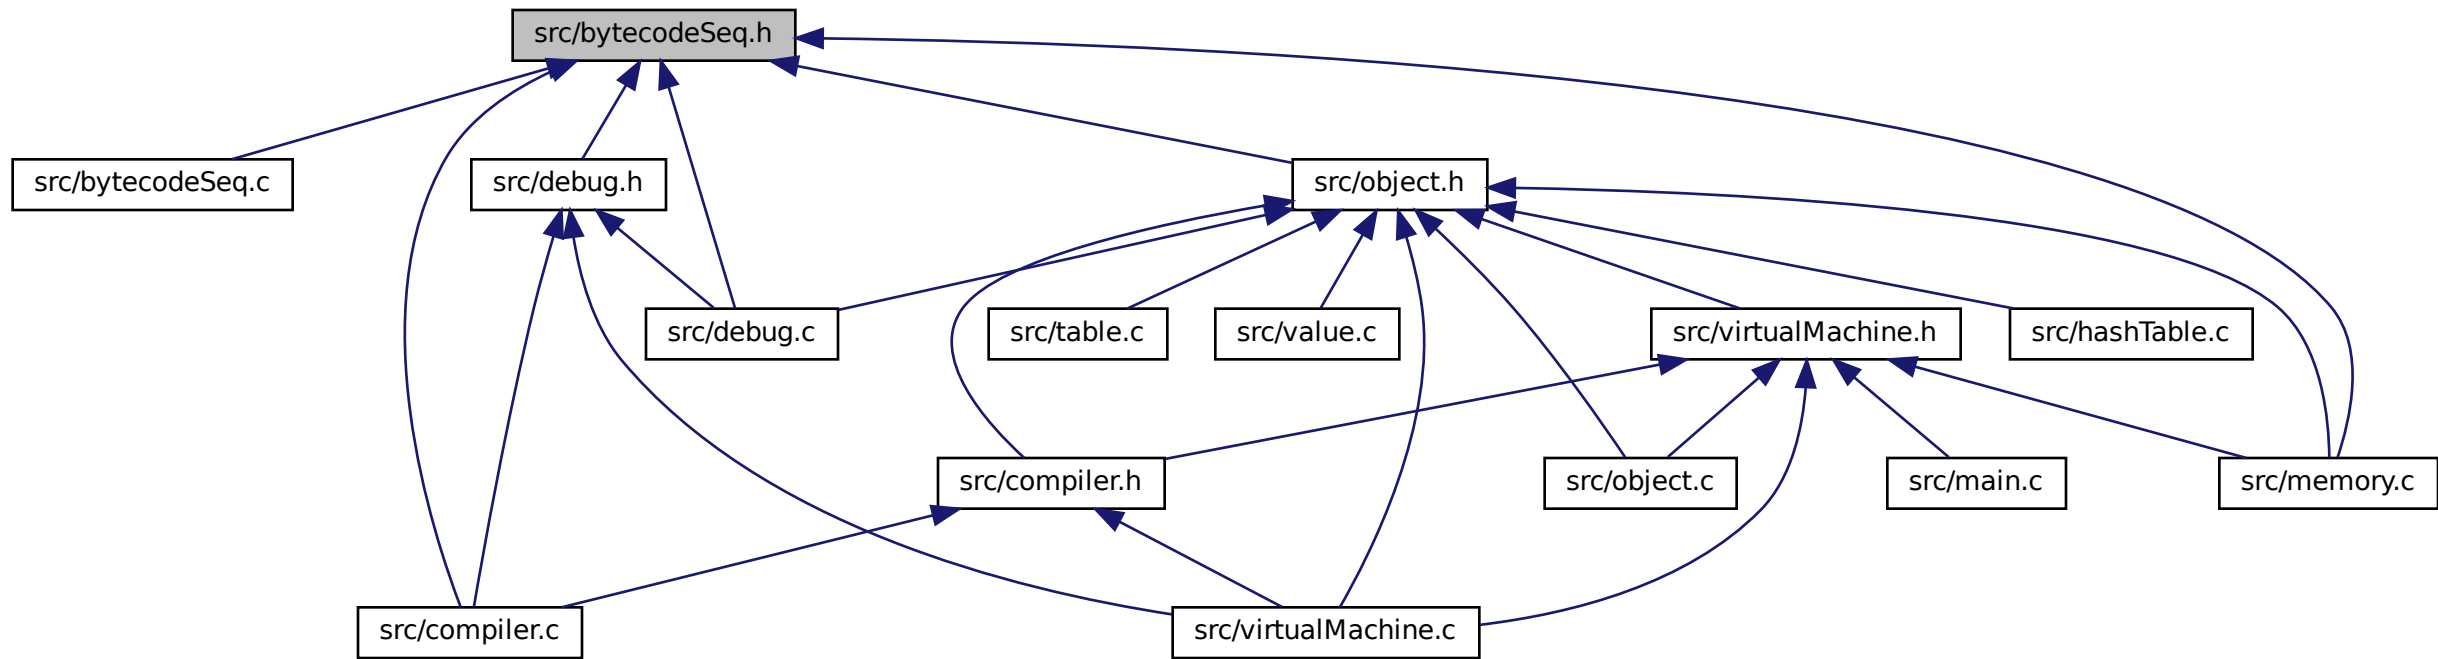 src/bytecodeSeq.h
src/bytecodeSeq.c
src/debug.h
src/object.h
src/debug.c
src/table.c
src/value.c
src/virtualMachine.h
src/hashTable.c
src/compiler.h
src/object.c
src/main.c
src/memory.c
src/compiler.c
src/virtualMachine.c